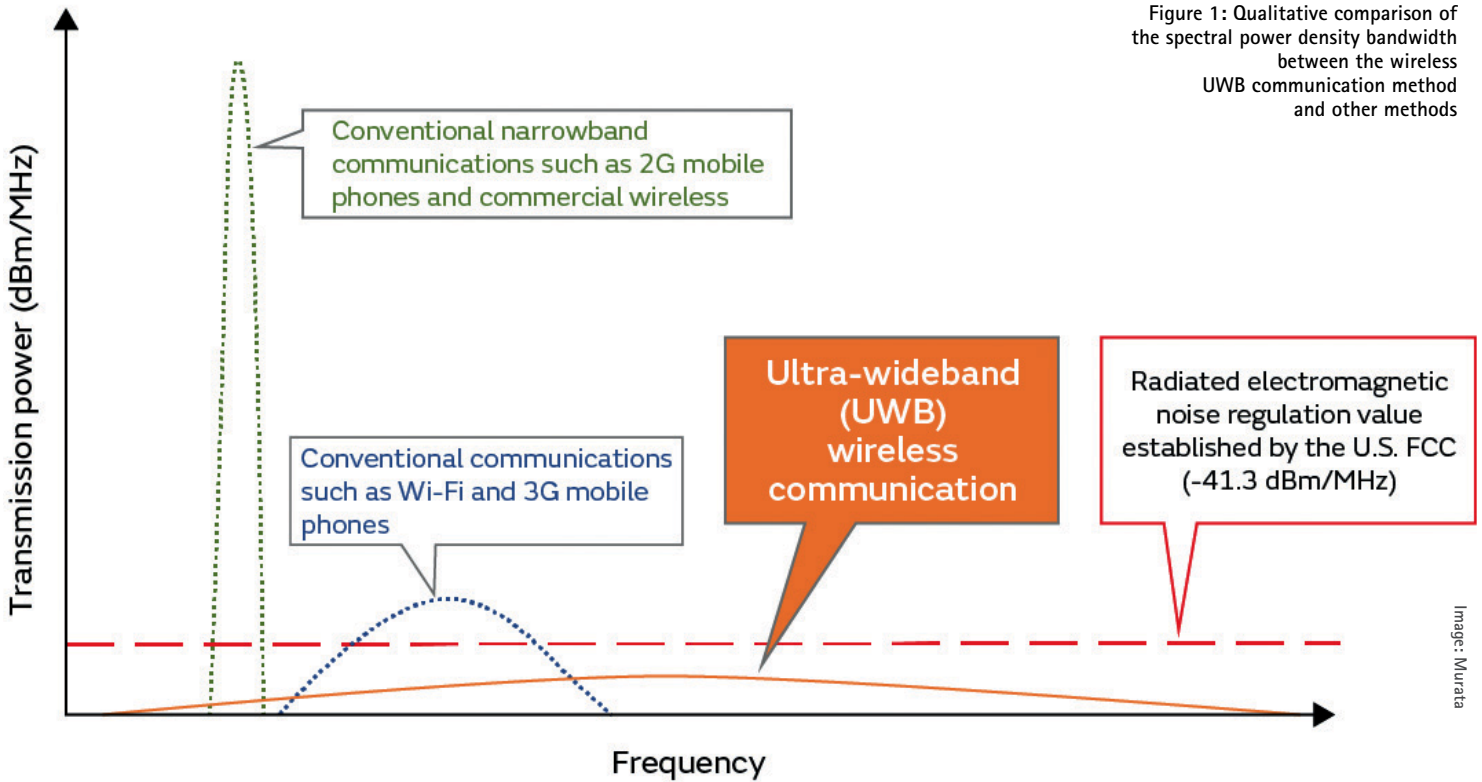 Figure 1: Qualitative comparison of
the spectral power density bandwidth
between the wireless
UWB communication method
and other methods
Transmission power (dBm/MHz)
Conventional narrowband
communications such as 2G mobile
phones and commercial wireless
Ultra-wideband
(UWB)
wireless
communication
Radiated electromagnetic
noise regulation value
established by the U.S. FCC
(-41.3 dBm/MHz)
Conventional communications
such as Wi-Fi and 3G mobile
phones
Image: Murata
Frequency